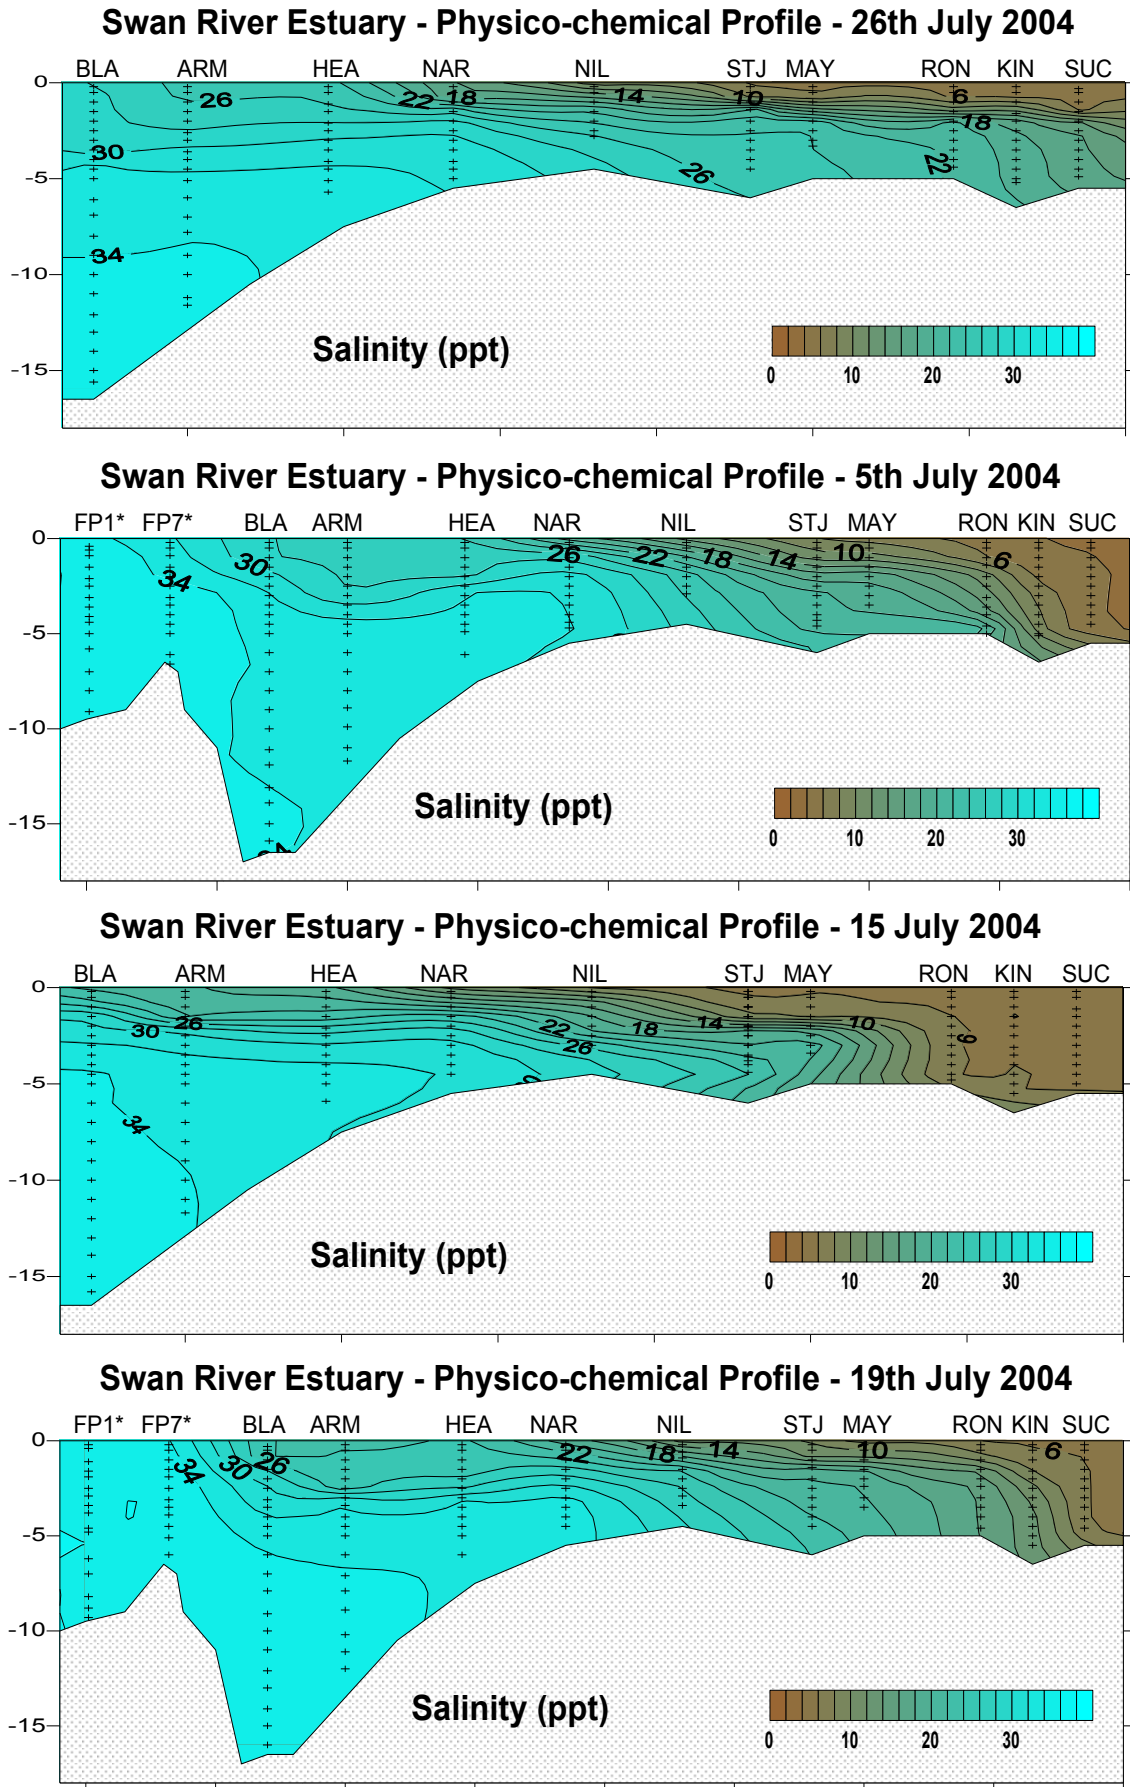 Swan River Estuary - Physico-chemical Profile - 26th July 2004
BLA ARM HEA NAR NIL STJ MAY RON KIN SUC
0
26 22 18 14 10 6
18
30
22
-5
26
34
-10
Salinity (ppt)
-15
0 10 20 30
Swan River Estuary - Physico-chemical Profile - 5th July 2004
FP1* FP7* BLA ARM HEA NAR NIL STJ MAY RON KIN SUC
0
30 26 22 18 14 10 6
34
-5
-10
Salinity (ppt)
-15
0 10 20 30
Swan River Estuary - Physico-chemical Profile - 15 July 2004
BLA ARM HEA NAR NIL STJ MAY RON KIN SUC
0
30 26 22 18 14 10
26
6
-5
34
-10
Salinity (ppt)
-15
0 10 20 30
Swan River Estuary - Physico-chemical Profile - 19th July 2004
FP1* FP7* BLA ARM HEA NAR NIL STJ MAY RON KIN SUC
0
34 30 26 22 18 14 10 6
-5
-10
Salinity (ppt)
-15
0 10 20 30